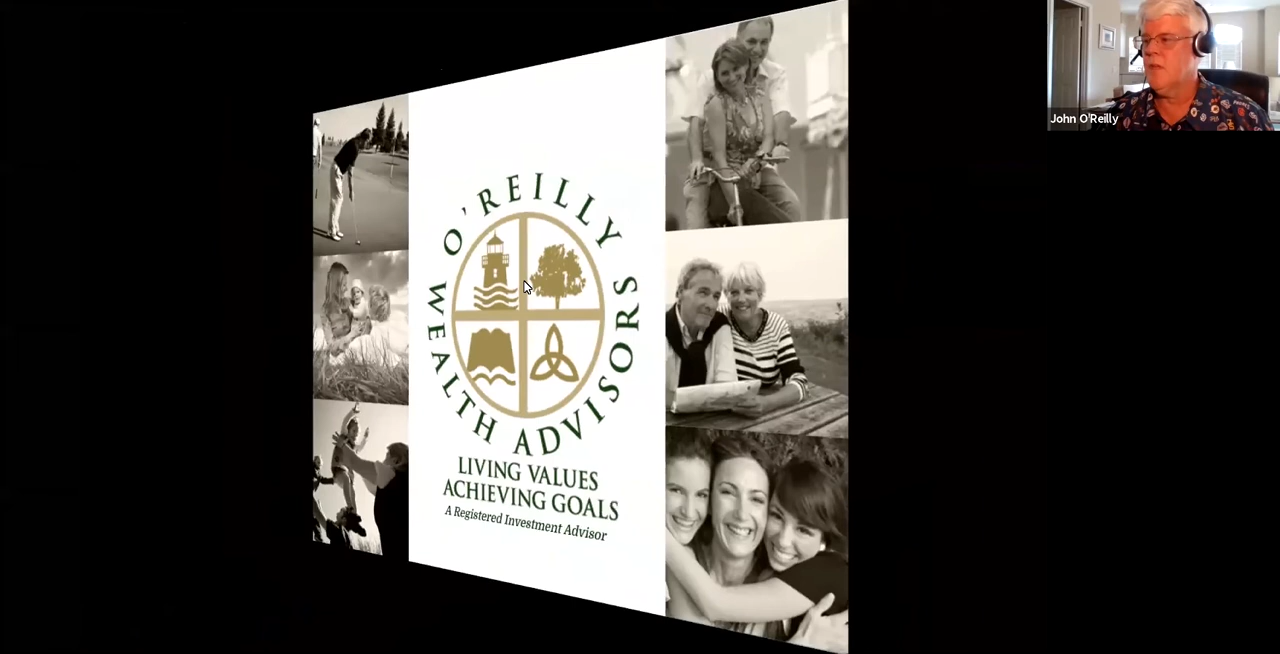 O'REILLY
WEALTH ADVISORS
LIVING VALUES
ACHIEVING GOALS
A Registered Investment Advisor
John O'Reilly